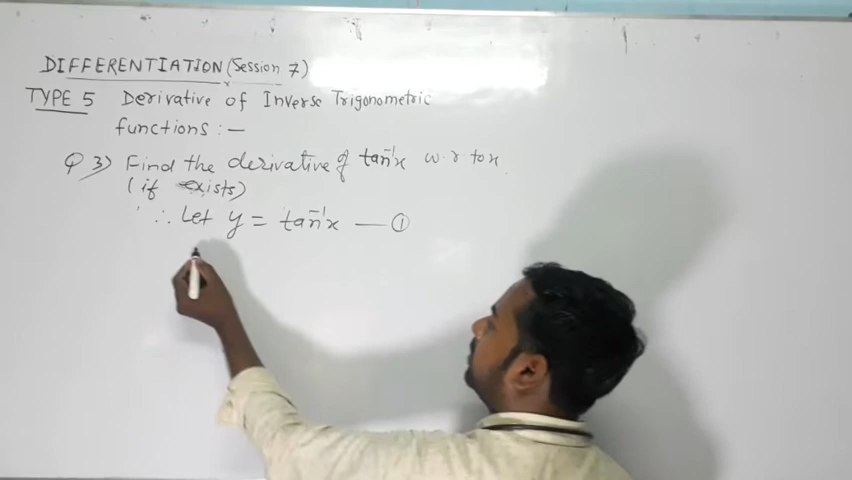 DIFFERENTIATION (Session 7)
TYPE 5 Derivative of Inverse Trigonometric
functions : —
Q 3) Find the derivative of tan⁻¹x w.r to x.
(if exists)
∴ Let y = tan⁻¹x — ①